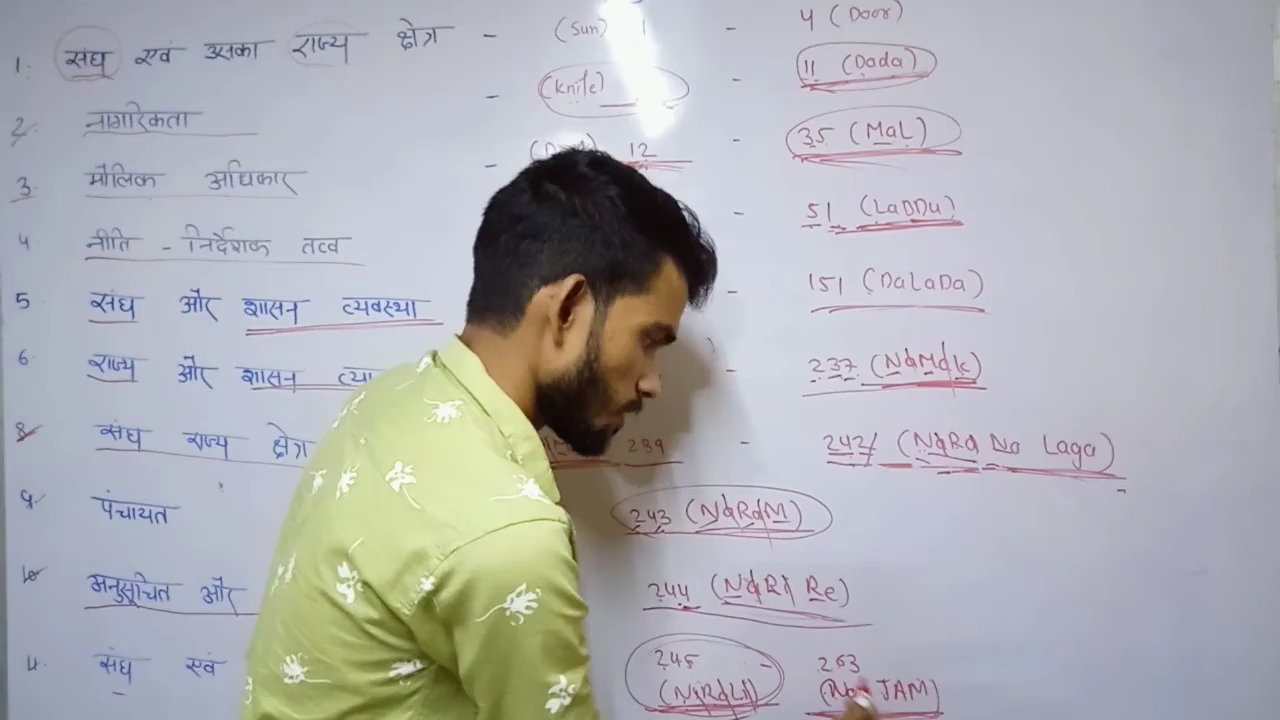 1. संघ एवं उसका राज्य क्षेत्र - (Sun) 1 - 4 (Door)
2. नागरिकता - (Knife) - 11 (Dada)
3. मौलिक अधिकार - 12 - 35 (MaL)
4 नीति - निर्देशक तत्व - 51 (LaDDu)
5 संघ और शासन व्यवस्था - 151 (DaLaDa)
6. राज्य और शासन - 237 (NaMak)
8. संघ राज्य क्षेत्र 239 - 242 (NaRa Na Laga)
9. पंचायत 243 (NaRaM)
10. अनुसूचित और 244 (NaRi Re)
11. संघ एवं 245 - 263
(NaRaLi) JAM)